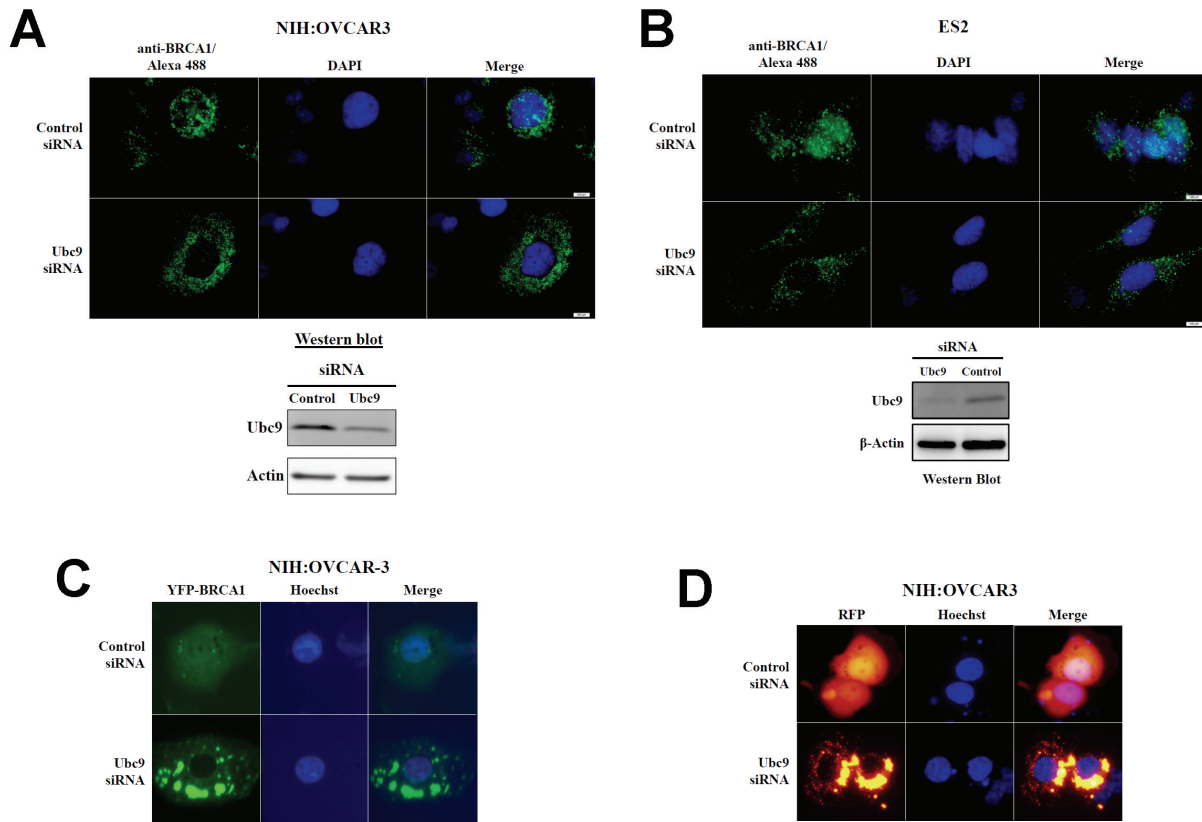 A
NIH:OVCAR3
anti-BRCA1/
Alexa 488
DAPI
Merge
Control
siRNA
Ubc9
siRNA
Western blot
siRNA
Control Ubc9
Ubc9
Actin
B
ES2
anti-BRCA1/
Alexa 488
DAPI
Merge
Control
siRNA
Ubc9
siRNA
siRNA
Ubc9 Control
Ubc9
β-Actin
Western Blot
C
NIH:OVCAR-3
YFP-BRCA1 Hoechst Merge
Control
siRNA
Ubc9
siRNA
D
NIH:OVCAR3
RFP Hoechst Merge
Control
siRNA
Ubc9
siRNA